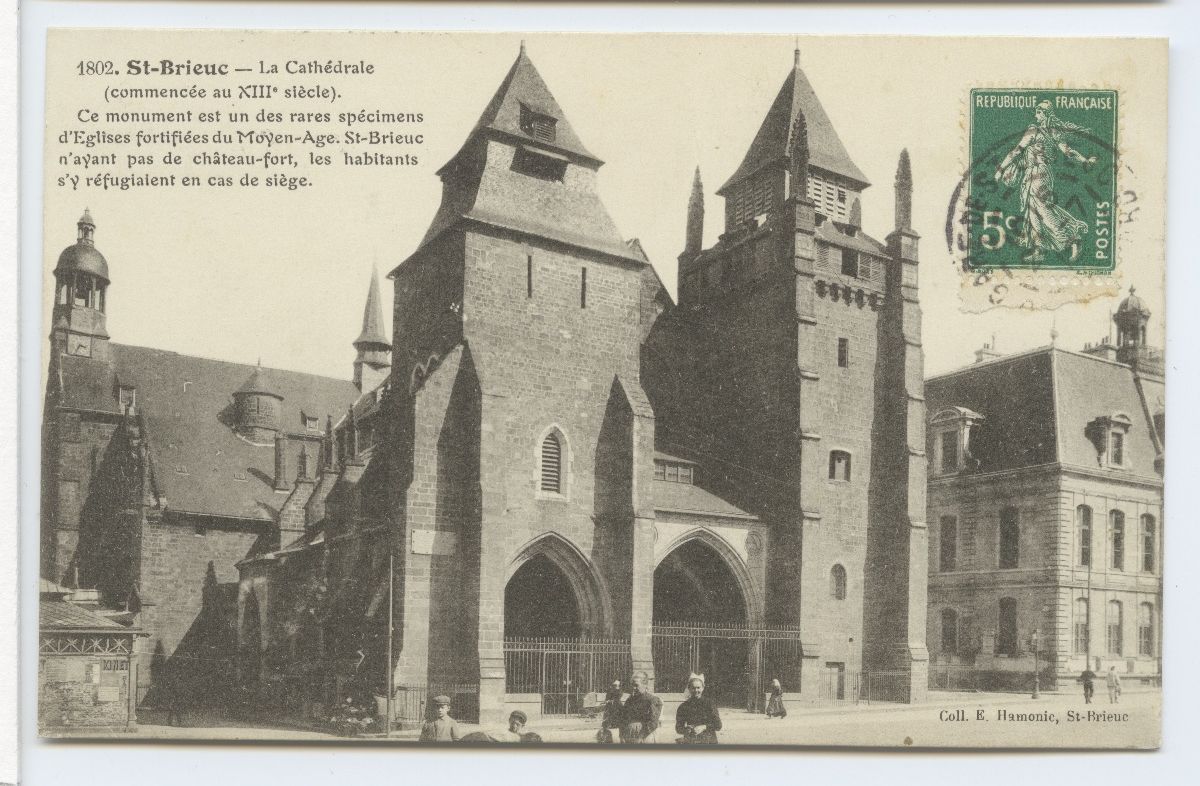 1802. St-Brieuc — La Cathédrale
(commencée au XIIIe siècle).
Ce monument est un des rares spécimens
d'Eglises fortifiées du Moyen-Age. St-Brieuc
n'ayant pas de château-fort, les habitants
s'y réfugiaient en cas de siège.
REPUBLIQUE FRANÇAISE
5c
POSTES
Coll. E. Hamonic, St-Brieuc